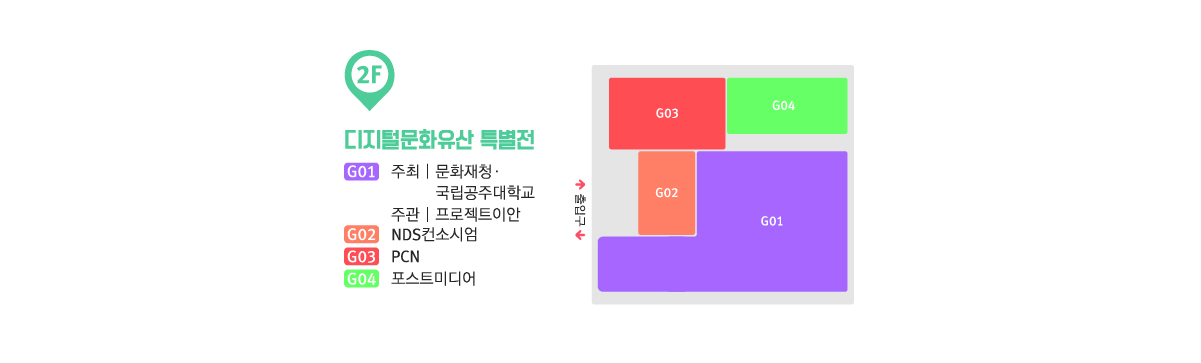 2F
디지털문화유산 특별전
G01 주최 | 문화재청·
국립공주대학교
주관 | 프로젝트이안
G02 NDS컨소시엄
G03 PCN
G04 포스트미디어
G03
G04
G02
G01
출입구